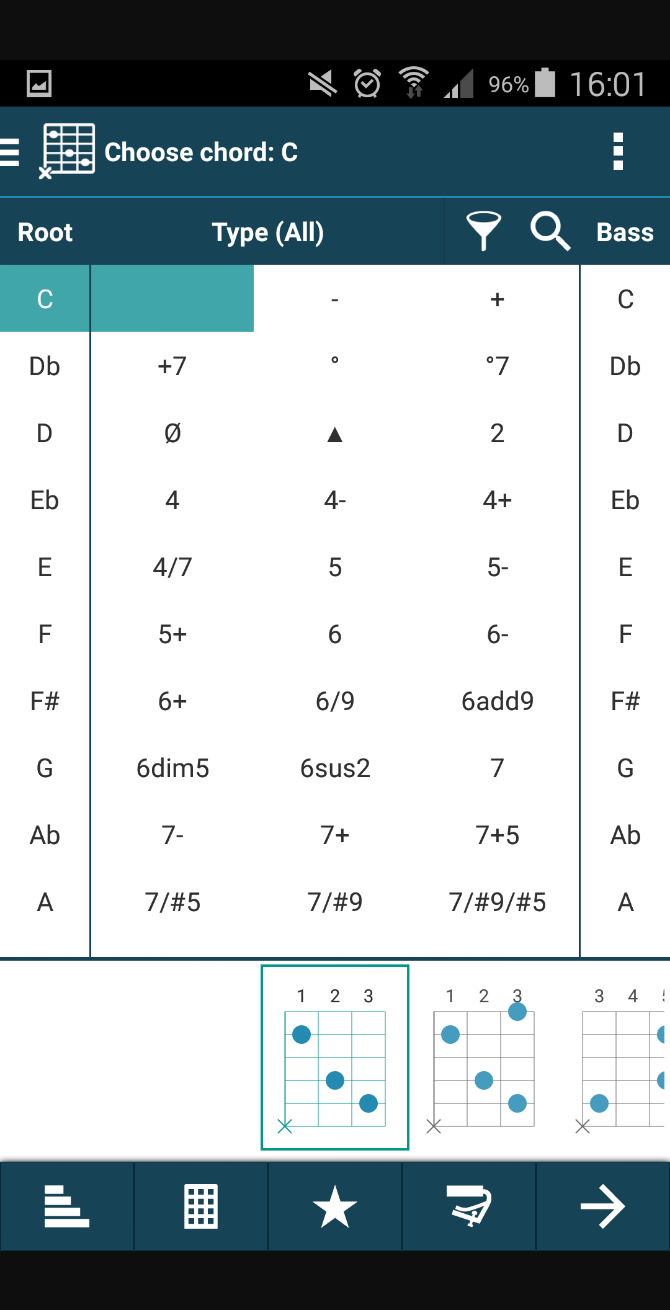 96% 16:01
Choose chord: C
Root Type (All) Bass
C - + C
Db +7 ° °7 Db
D Ø ▲ 2 D
Eb 4 4- 4+ Eb
E 4/7 5 5- E
F 5+ 6 6- F
F# 6+ 6/9 6add9 F#
G 6dim5 6sus2 7 G
Ab 7- 7+ 7+5 Ab
A 7/#5 7/#9 7/#9/#5 A
1 2 3 1 2 3 3 4